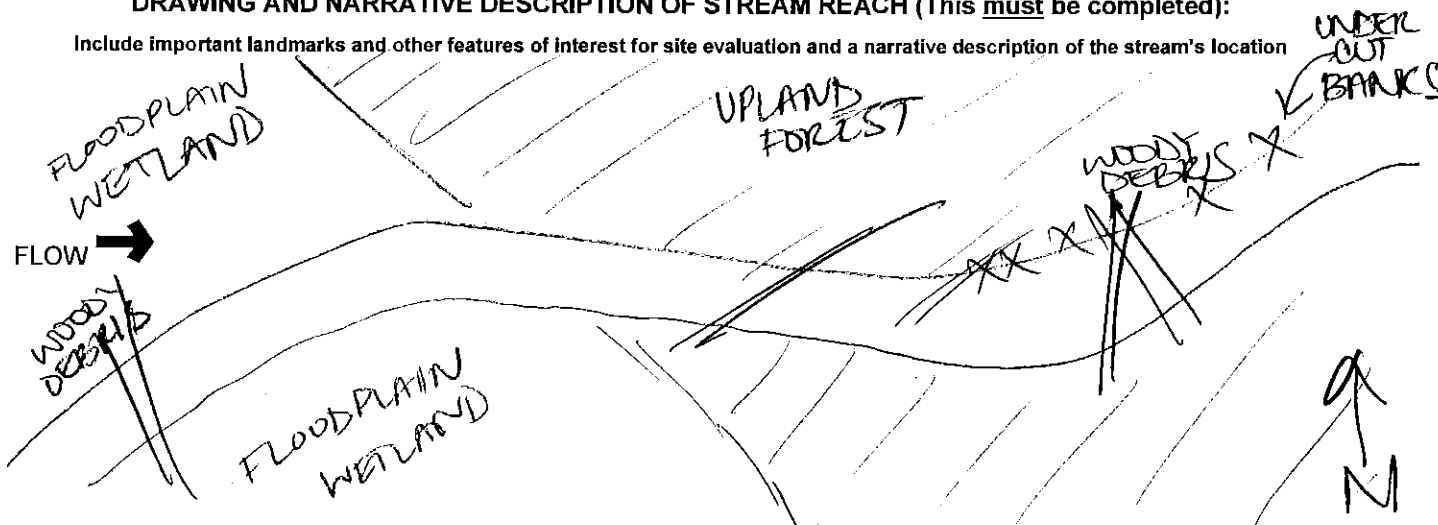 DRAWING AND NARRATIVE DESCRIPTION OF STREAM REACH (This must be completed):
Include important landmarks and other features of interest for site evaluation and a narrative description of the stream's location
UNDER
CUT
BANKS
FLOODPLAIN
WETLAND
UPLAND
FOREST
WOODY
DEBRIS
X
X
X
X
X X
FLOW
WOODY
DEBRIS
FLOODPLAIN
WETLAND
N